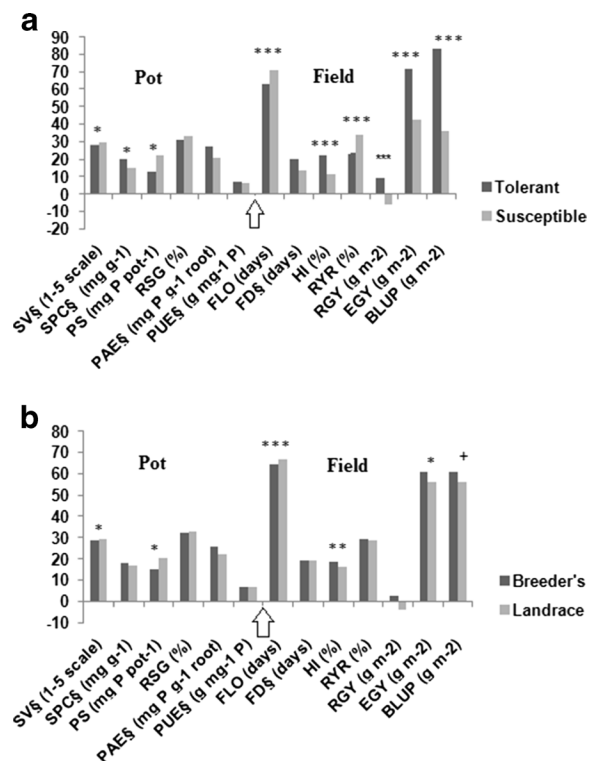 a
90
80
70
60
50
40
30
20
10
0
-10
-20
Pot
Field
*
*
*
***
***
***
***
***
***
Tolerant
Susceptible
SV§ (1-5 scale)
SPC§ (mg g-1)
PS (mg P pot-1)
RSG (%)
PAE§ (mg P g-1 root)
PUE§ (g mg-1 P)
FLO (days)
FD§ (days)
HI (%)
RYR (%)
RGY (g m-2)
EGY (g m-2)
BLUP (g m-2)
b
80
70
60
50
40
30
20
10
0
-10
Pot
Field
*
*
***
**
*
+
Breeder's
Landrace
SV§ (1-5 scale)
SPC§ (mg g-1)
PS (mg P pot-1)
RSG (%)
PAE§ (mg P g-1 root)
PUE§ (g mg-1 P)
FLO (days)
FD§ (days)
HI (%)
RYR (%)
RGY (g m-2)
EGY (g m-2)
BLUP (g m-2)